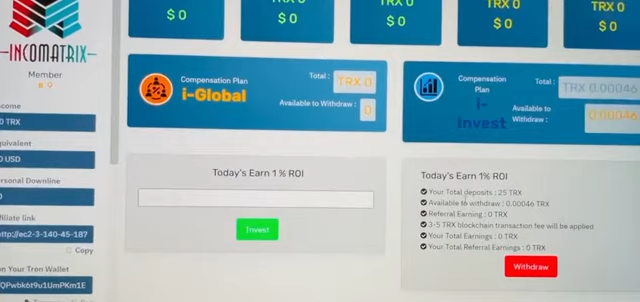 $ 0
TRX 0
$ 0
TRX 0
$ 0
TRX 0
$ 0
TRX 0
$ 0
-INCOMATRIX-
Member
# 9
come
0 TRX
quivalent
0 USD
ersonal Downline
ffiliate link
ttp://ec2-3-140-45-187
Copy
n Your Tron Wallet
QPwbk6t9u1UmPKm1E
Compensation Plan
i-Global
Total :
TRX 0
Available to Withdraw :
0
Compensation
Plan
i-
Invest
Total :
TRX 0.00046
Available to
Withdraw :
0.00046
Today's Earn 1 % ROI
Invest
Today's Earn 1% ROI
Your Total deposits : 25 TRX
Available to withdraw : 0.00046 TRX
Referral Earning : 0 TRX
3-5 TRX blockchain transaction fee will be applied
Your Total Earnings : 0 TRX
Your Total Referral Earnings : 0 TRX
Withdraw